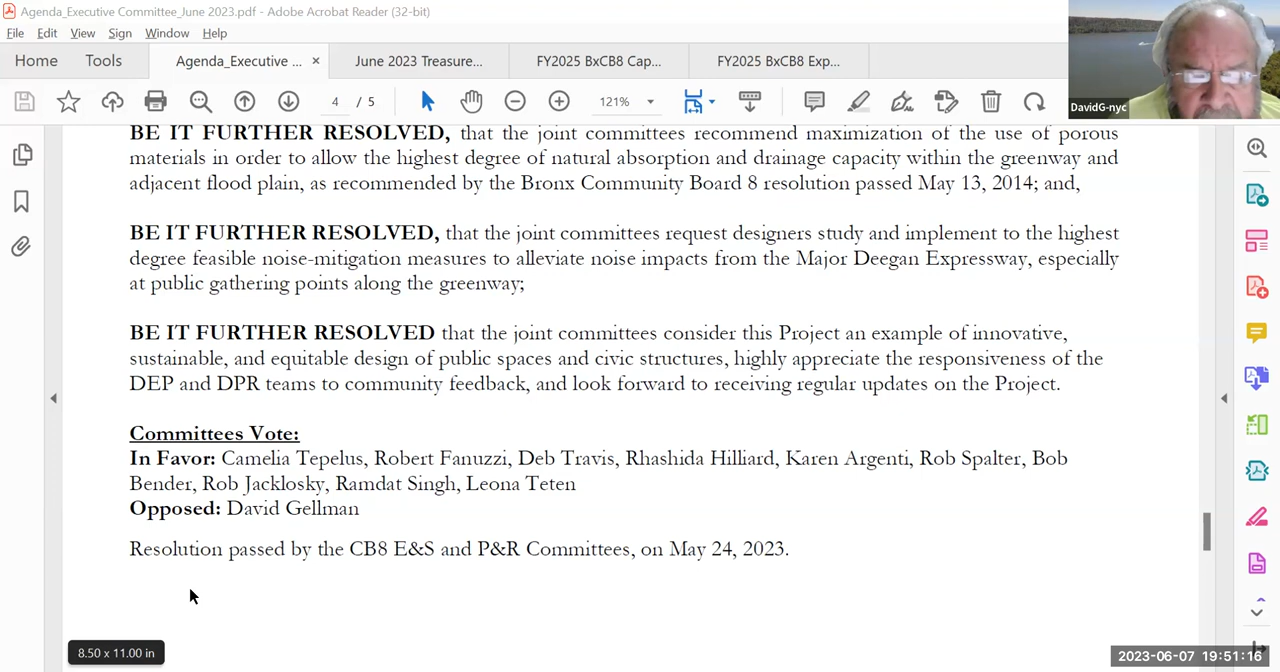 Agenda_Executive Committee_June 2023.pdf - Adobe Acrobat Reader (32-bit)
File Edit View Sign Window Help
Home Tools Agenda_Executive ... × June 2023 Treasure... FY2025 BxCB8 Cap... FY2025 BxCB8 Exp...
4 / 5 121%
DavidG-nyc
BE IT FURTHER RESOLVED, that the joint committees recommend maximization of the use of porous
materials in order to allow the highest degree of natural absorption and drainage capacity within the greenway and
adjacent flood plain, as recommended by the Bronx Community Board 8 resolution passed May 13, 2014; and,
BE IT FURTHER RESOLVED, that the joint committees request designers study and implement to the highest
degree feasible noise-mitigation measures to alleviate noise impacts from the Major Deegan Expressway, especially
at public gathering points along the greenway;
BE IT FURTHER RESOLVED that the joint committees consider this Project an example of innovative,
sustainable, and equitable design of public spaces and civic structures, highly appreciate the responsiveness of the
DEP and DPR teams to community feedback, and look forward to receiving regular updates on the Project.
Committees Vote:
In Favor: Camelia Tepelus, Robert Fanuzzi, Deb Travis, Rhashida Hilliard, Karen Argenti, Rob Spalter, Bob
Bender, Rob Jacklosky, Ramdat Singh, Leona Teten
Opposed: David Gellman
Resolution passed by the CB8 E&S and P&R Committees, on May 24, 2023.
8.50 x 11.00 in
2023-06-07 19:51:16